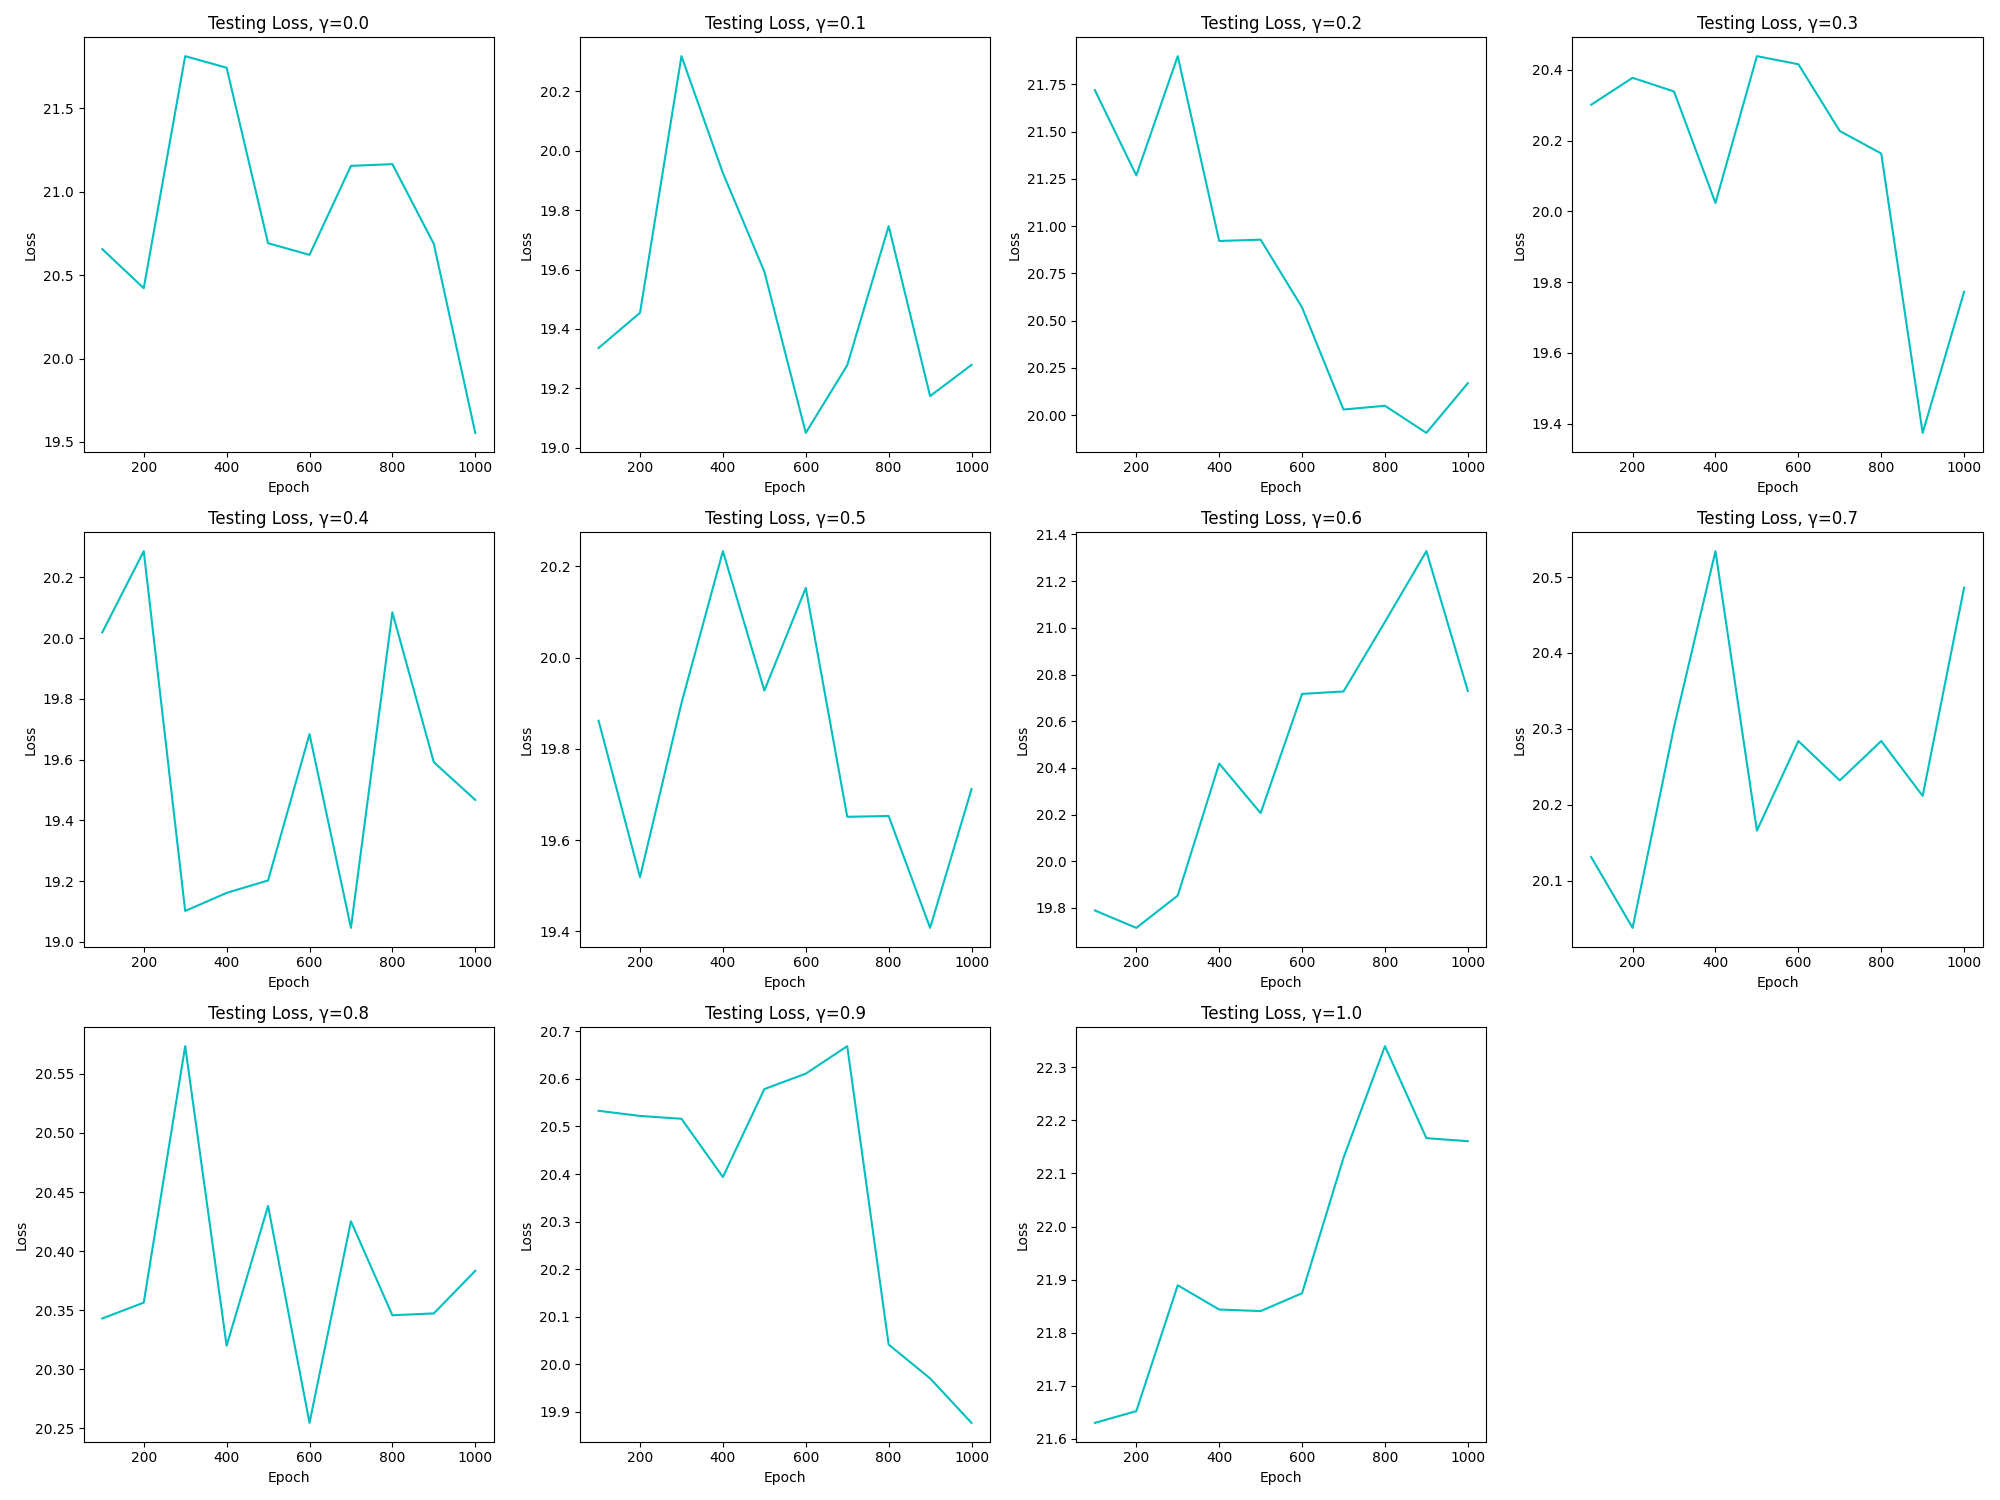 Testing Loss, γ=0.0
Loss
21.5
21.0
20.5
20.0
19.5
200 400 600 800 1000
Epoch
Testing Loss, γ=0.1
Loss
20.2
20.0
19.8
19.6
19.4
19.2
19.0
200 400 600 800 1000
Epoch
Testing Loss, γ=0.2
Loss
21.75
21.50
21.25
21.00
20.75
20.50
20.25
20.00
200 400 600 800 1000
Epoch
Testing Loss, γ=0.3
Loss
20.4
20.2
20.0
19.8
19.6
19.4
200 400 600 800 1000
Epoch
Testing Loss, γ=0.4
Loss
20.2
20.0
19.8
19.6
19.4
19.2
19.0
200 400 600 800 1000
Epoch
Testing Loss, γ=0.5
Loss
20.2
20.0
19.8
19.6
19.4
200 400 600 800 1000
Epoch
Testing Loss, γ=0.6
Loss
21.4
21.2
21.0
20.8
20.6
20.4
20.2
20.0
19.8
200 400 600 800 1000
Epoch
Testing Loss, γ=0.7
Loss
20.5
20.4
20.3
20.2
20.1
200 400 600 800 1000
Epoch
Testing Loss, γ=0.8
Loss
20.55
20.50
20.45
20.40
20.35
20.30
20.25
200 400 600 800 1000
Epoch
Testing Loss, γ=0.9
Loss
20.7
20.6
20.5
20.4
20.3
20.2
20.1
20.0
19.9
200 400 600 800 1000
Epoch
Testing Loss, γ=1.0
Loss
22.3
22.2
22.1
22.0
21.9
21.8
21.7
21.6
200 400 600 800 1000
Epoch